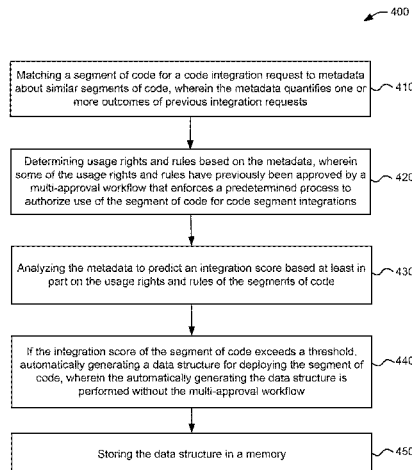 400
Matching a segment of code for a code integration request to metadata
about similar segments of code, wherein the metadata quantifies one or
more outcomes of previous integration requests
410
Determining usage rights and rules based on the metadata, wherein
some of the usage rights and rules have previously been approved by a
multi-approval workflow that enforces a predetermined process to
authorize use of the segment of code for code segment integrations
420
Analyzing the metadata to predict an integration score based at least in
part on the usage rights and rules of the segments of code
430
If the integration score of the segment of code exceeds a threshold,
automatically generating a data structure for deploying the segment of
code, wherein the automatically generating the data structure is
performed without the multi-approval workflow
440
Storing the data structure in a memory
450